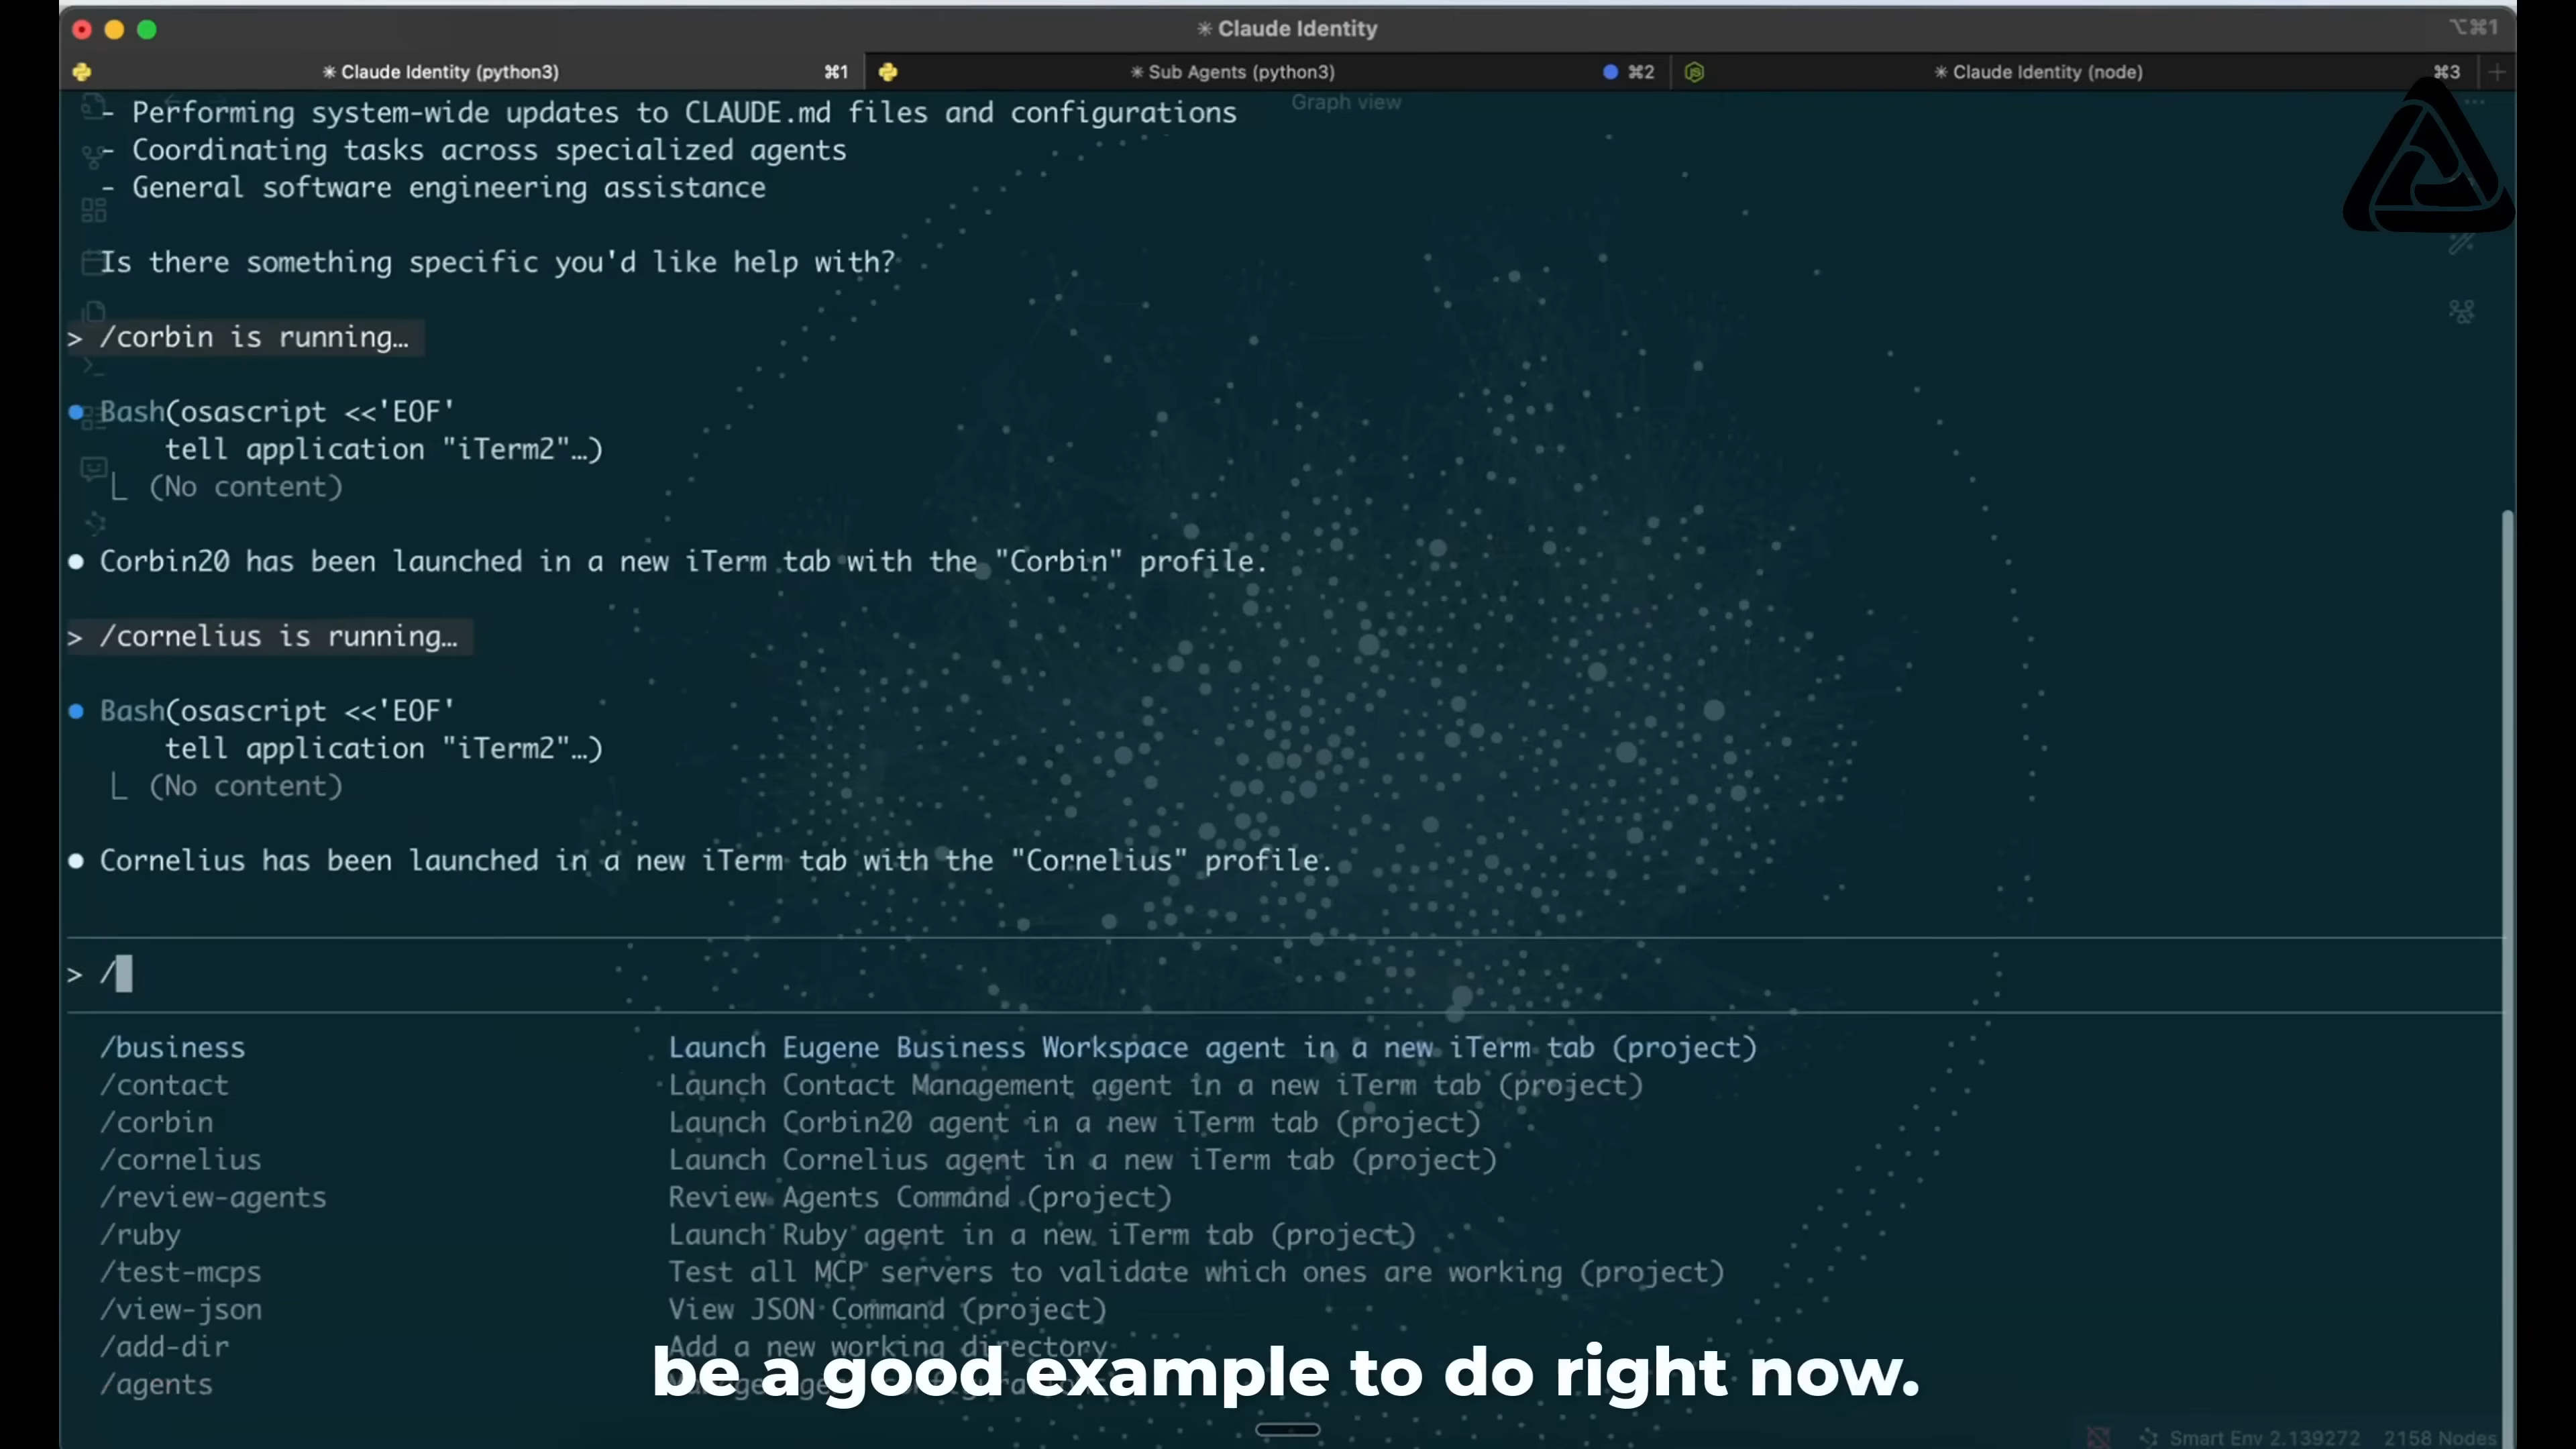 ✳ Claude Identity
⌥⌘1
✳ Claude Identity (python3) ⌘1
✳ Sub Agents (python3) ⌘2
✳ Claude Identity (node) ⌘3
Graph view
- Performing system-wide updates to CLAUDE.md files and configurations
- Coordinating tasks across specialized agents
- General software engineering assistance
Is there something specific you'd like help with?
> /corbin is running…
Bash(osascript <<'EOF'
tell application "iTerm2"…)
(No content)
Corbin20 has been launched in a new iTerm tab with the "Corbin" profile.
> /cornelius is running…
Bash(osascript <<'EOF'
tell application "iTerm2"…)
(No content)
Cornelius has been launched in a new iTerm tab with the "Cornelius" profile.
> /
/business Launch Eugene Business Workspace agent in a new iTerm tab (project)
/contact Launch Contact Management agent in a new iTerm tab (project)
/corbin Launch Corbin20 agent in a new iTerm tab (project)
/cornelius Launch Cornelius agent in a new iTerm tab (project)
/review-agents Review Agents Command (project)
/ruby Launch Ruby agent in a new iTerm tab (project)
/test-mcps Test all MCP servers to validate which ones are working (project)
/view-json View JSON Command (project)
/add-dir Add a new working directory
/agents
be a good example to do right now.
Smart Env 2.139272 2158 Nodes